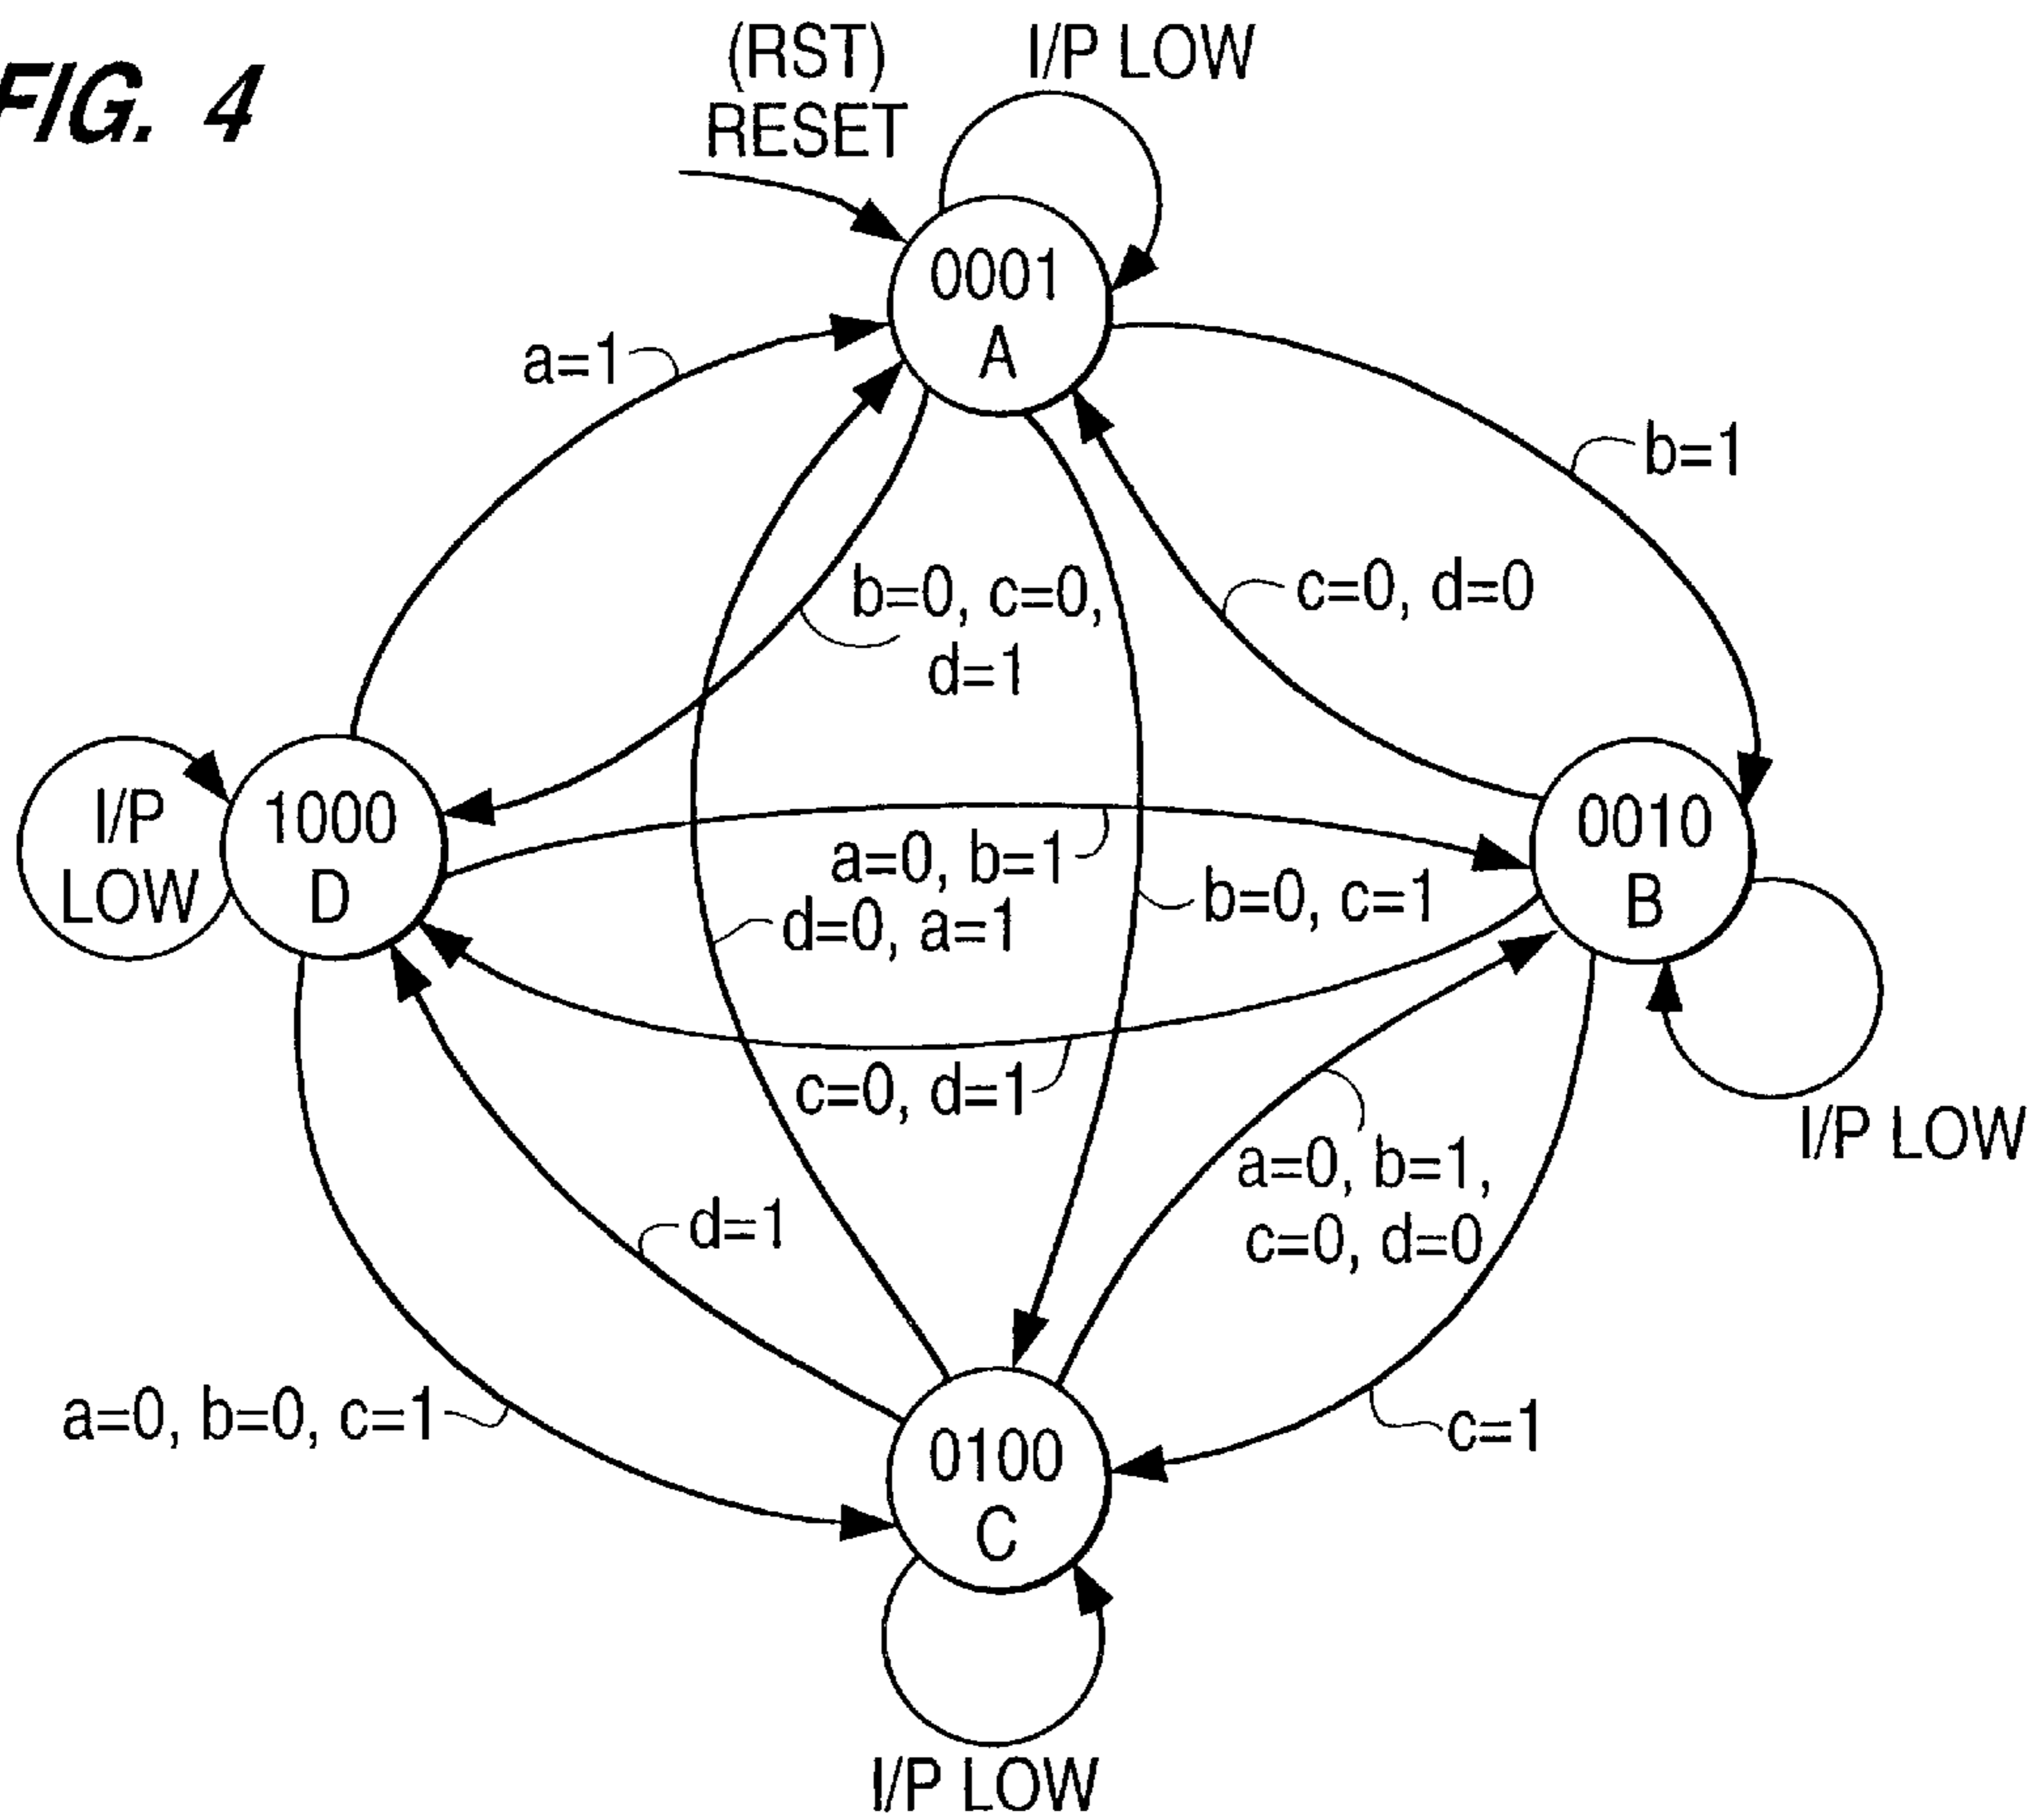 FIG. 4
(RST)
RESET
I/P LOW
0001
A
a=1
b=1
b=0, c=0,
d=1
c=0, d=0
I/P
LOW
1000
D
0010
B
a=0, b=1
b=0, c=1
d=0, a=1
c=0, d=1
I/P LOW
a=0, b=1,
c=0, d=0
d=1
a=0, b=0, c=1
c=1
0100
C
I/P LOW